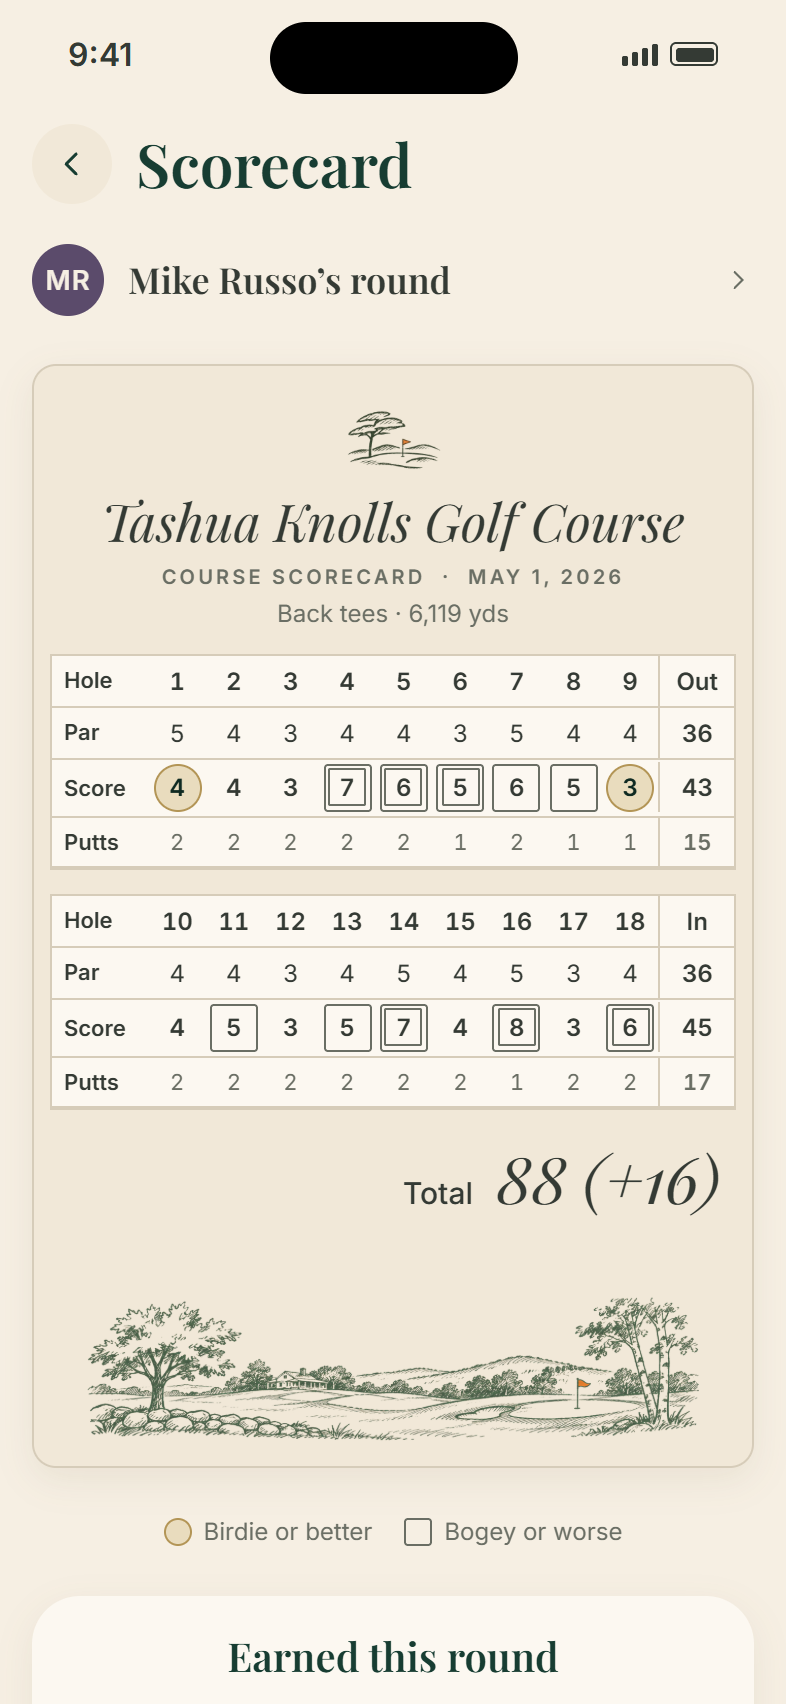 9:41
Scorecard
MR Mike Russo’s round
Tashua Knolls Golf Course
COURSE SCORECARD · MAY 1, 2026
Back tees · 6,119 yds
Hole 1 2 3 4 5 6 7 8 9 Out
Par 5 4 3 4 4 3 5 4 4 36
Score 4 4 3 7 6 5 6 5 3 43
Putts 2 2 2 2 2 1 2 1 1 15
Hole 10 11 12 13 14 15 16 17 18 In
Par 4 4 3 4 5 4 5 3 4 36
Score 4 5 3 5 7 4 8 3 6 45
Putts 2 2 2 2 2 2 1 2 2 17
Total 88 (+16)
Birdie or better Bogey or worse
Earned this round